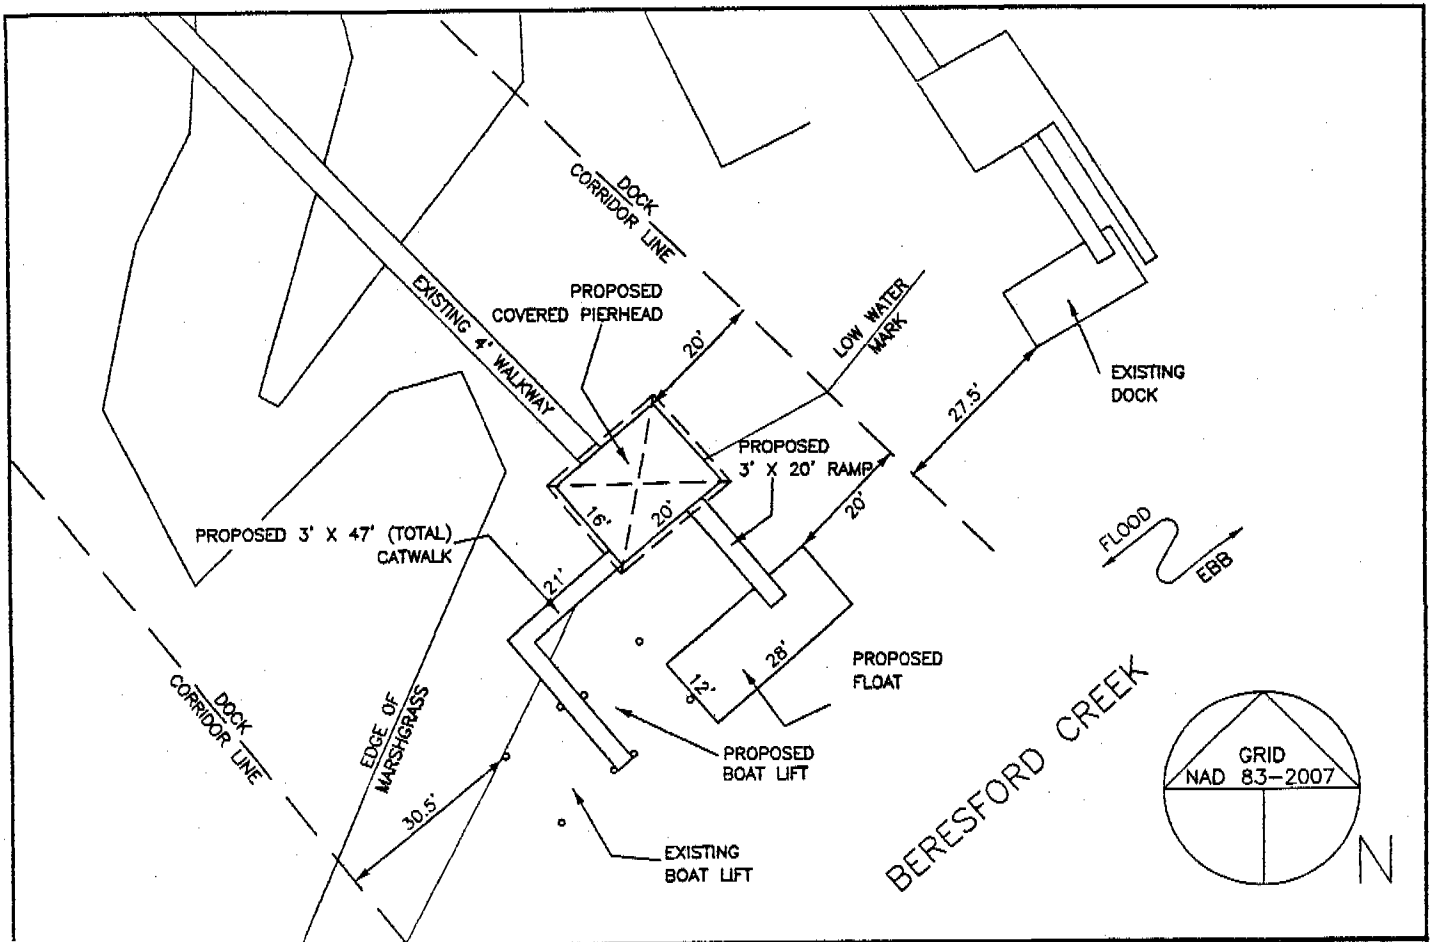 DOCK
CORRIDOR LINE
PROPOSED
COVERED PIERHEAD
EXISTING 4' WALKWAY
20'
LOW WATER
MARK
EXISTING
DOCK
27.5'
PROPOSED
3' X 20' RAMP
20'
16'
20'
PROPOSED 3' X 47' (TOTAL)
CATWALK
21'
FLOOD
EBB
PROPOSED
FLOAT
28'
12'
DOCK
CORRIDOR LINE
EDGE OF
MARSHGRASS
PROPOSED
BOAT LIFT
30.5'
EXISTING
BOAT LIFT
BERESFORD CREEK
GRID
NAD 83-2007
N